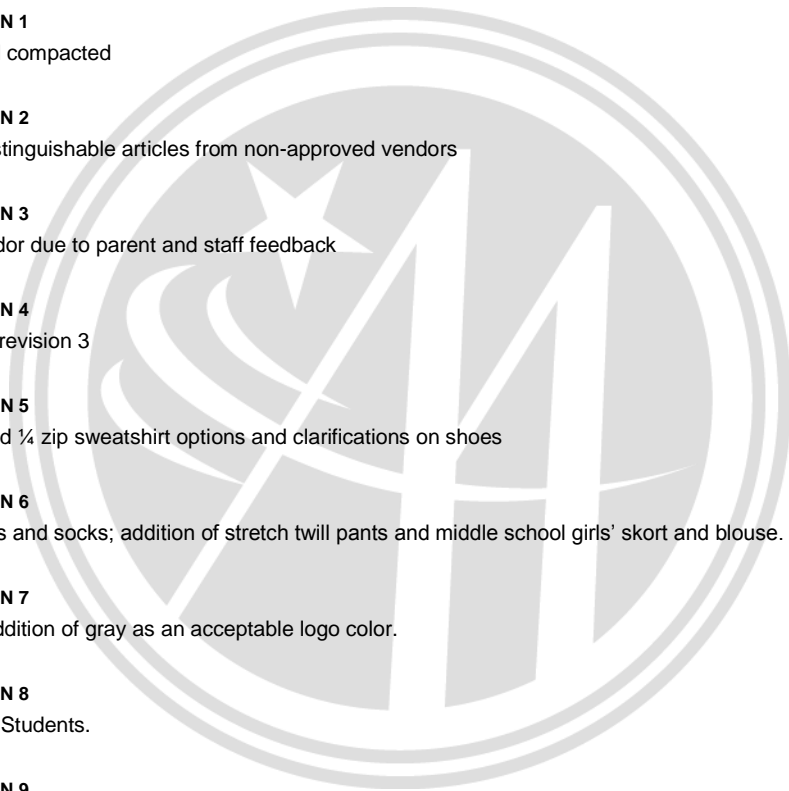 N 1
compacted
N 2
tinguishable articles from non-approved vendors
N 3
dor due to parent and staff feedback
N 4
revision 3
N 5
d ¼ zip sweatshirt options and clarifications on shoes
N 6
s and socks; addition of stretch twill pants and middle school girls’ skort and blouse.
N 7
ddition of gray as an acceptable logo color.
N 8
Students.
N 9